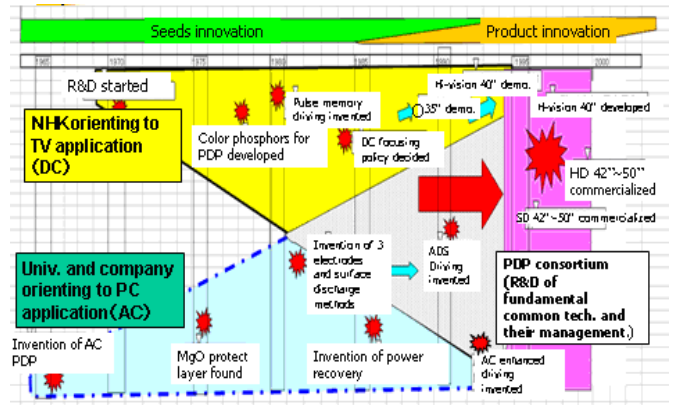 Seeds innovation
Product innovation
1965
1970
1975
1980
1985
1990
1995
2000
R&D started
Hi-vision 40" demo.
NHK orienting to
TV application
(DC)
Pulse memory
driving invented
35" demo.
Hi-vision 40" developed
Color phosphors for
PDP developed
DC focusing
policy decided
HD 42"~50"
commercialized
SD 42"~50" commercialized
Univ. and company
orienting to PC
application(AC)
Invention of 3
electrodes
and surface
discharge
methods
ADS
Driving
invented
PDP consortium
(R&D of
fundamental
common tech. and
their management.)
Invention of AC
PDP
MgO protect
layer found
Invention of power
recovery
AC enhanced
driving
invented